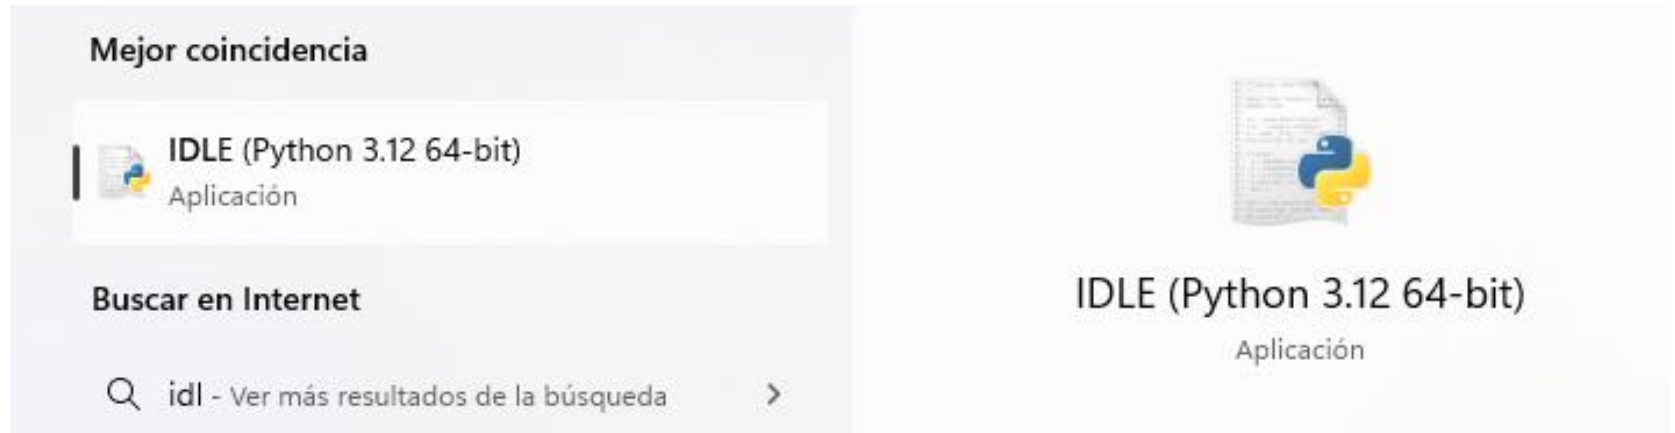 Mejor coincidencia
IDLE (Python 3.12 64-bit)
Aplicación
Buscar en Internet
idl - Ver más resultados de la búsqueda
IDLE (Python 3.12 64-bit)
Aplicación